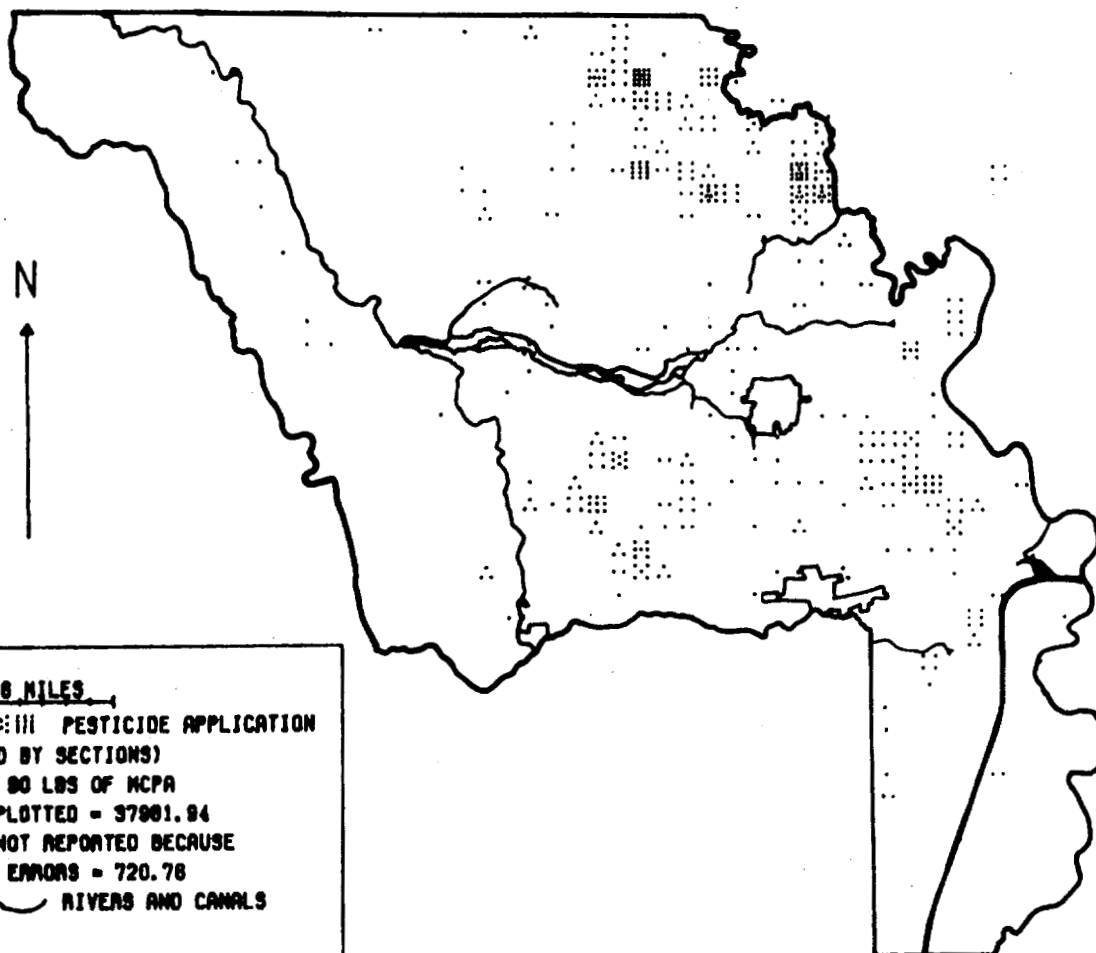 N
6 MILES
PESTICIDE APPLICATION
D BY SECTIONS)
90 LBS OF MCPA
PLOTTED = 37981.94
NOT REPORTED BECAUSE
ERRORS = 720.76
RIVERS AND CANALS